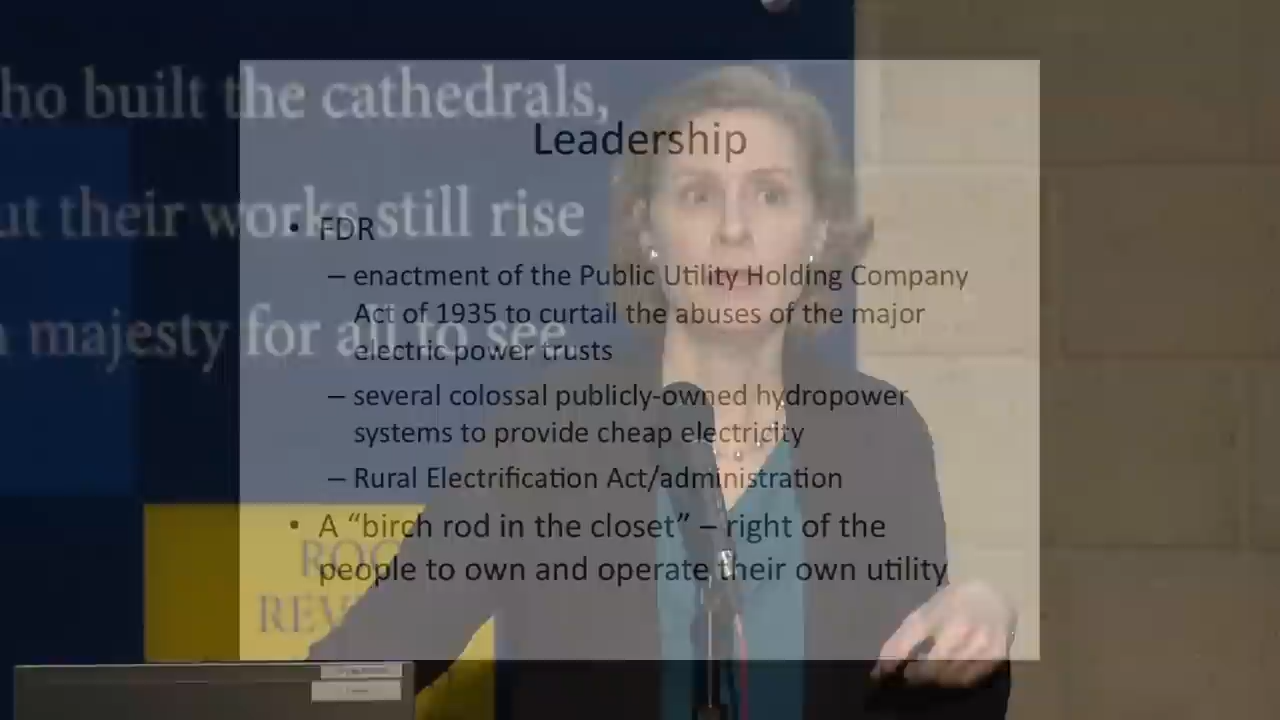 ho built the cathedrals,
ut their works still rise
majesty for all to see
Leadership
• FDR
– enactment of the Public Utility Holding Company
Act of 1935 to curtail the abuses of the major
electric power trusts
– several colossal publicly-owned hydropower
systems to provide cheap electricity
– Rural Electrification Act/administration
• A “birch rod in the closet” – right of the
people to own and operate their own utility
RO
REV